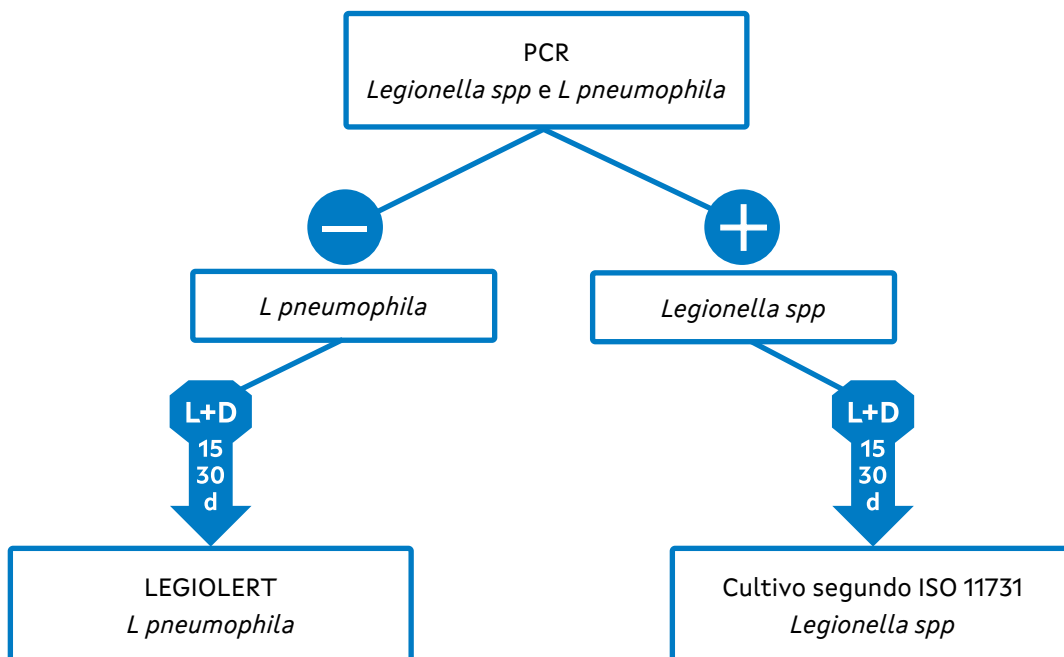 PCR
Legionella spp e L pneumophila
−
+
L pneumophila
Legionella spp
L+D
15
30
d
L+D
15
30
d
LEGIOLERT
L pneumophila
Cultivo segundo ISO 11731
Legionella spp